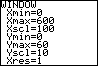 WINDOW
Xmin=0
Xmax=600
Xscl=100
Ymin=0
Ymax=60
Yscl=10
Xres=1